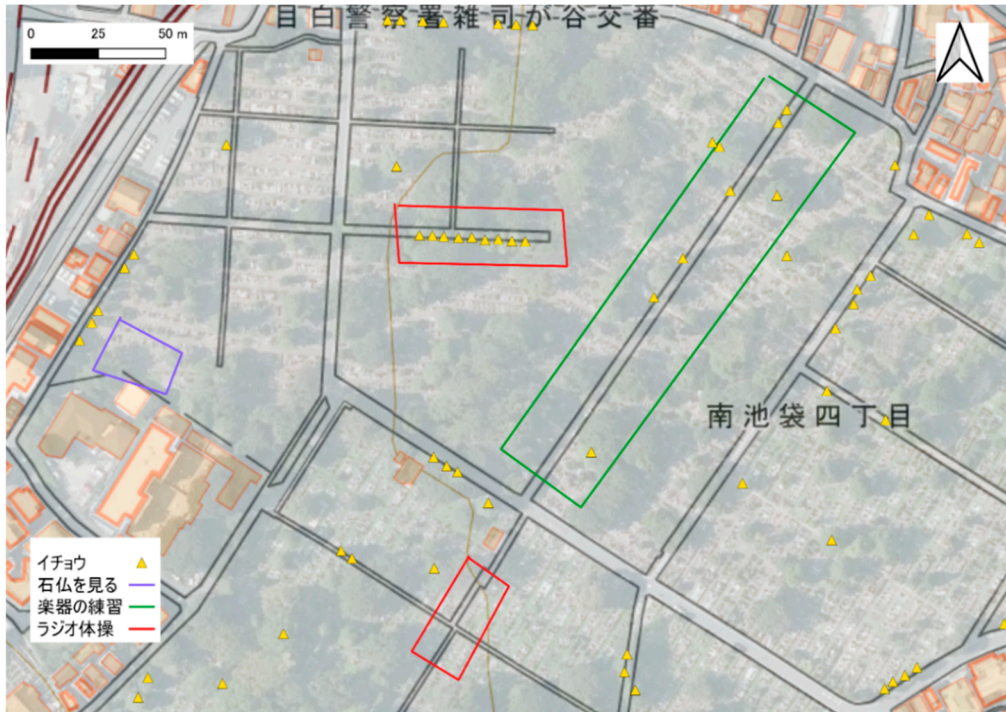 目白警察署雑司が谷交番
0 25 50 m
南池袋四丁目
イチョウ
石仏を見る
楽器の練習
ラジオ体操